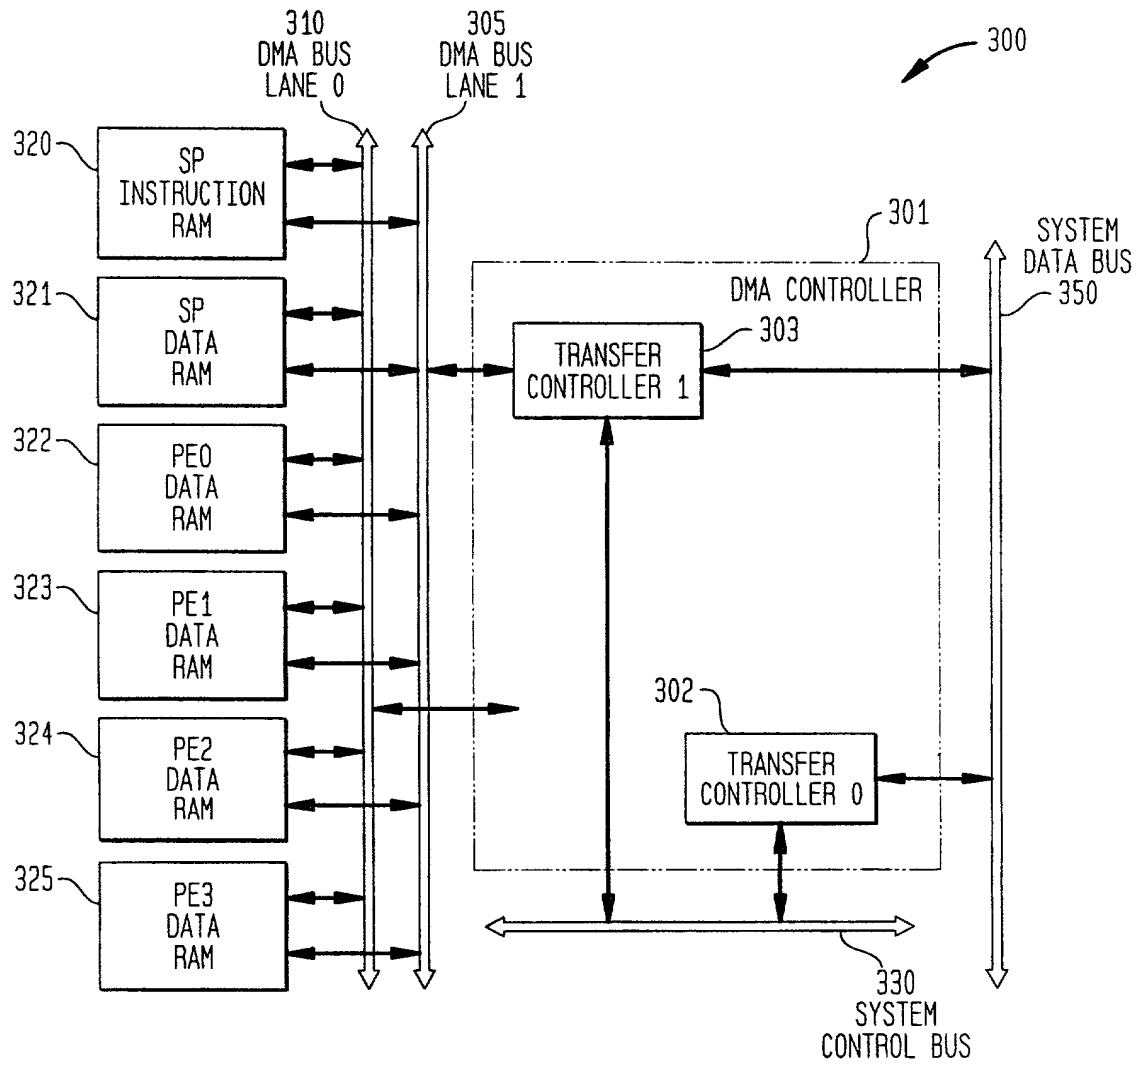 310
DMA BUS
LANE 0
305
DMA BUS
LANE 1
300
320
SP
INSTRUCTION
RAM
321
SP
DATA
RAM
322
PE0
DATA
RAM
323
PE1
DATA
RAM
324
PE2
DATA
RAM
325
PE3
DATA
RAM
301
DMA CONTROLLER
303
TRANSFER
CONTROLLER 1
302
TRANSFER
CONTROLLER 0
SYSTEM
DATA BUS
350
330
SYSTEM
CONTROL BUS